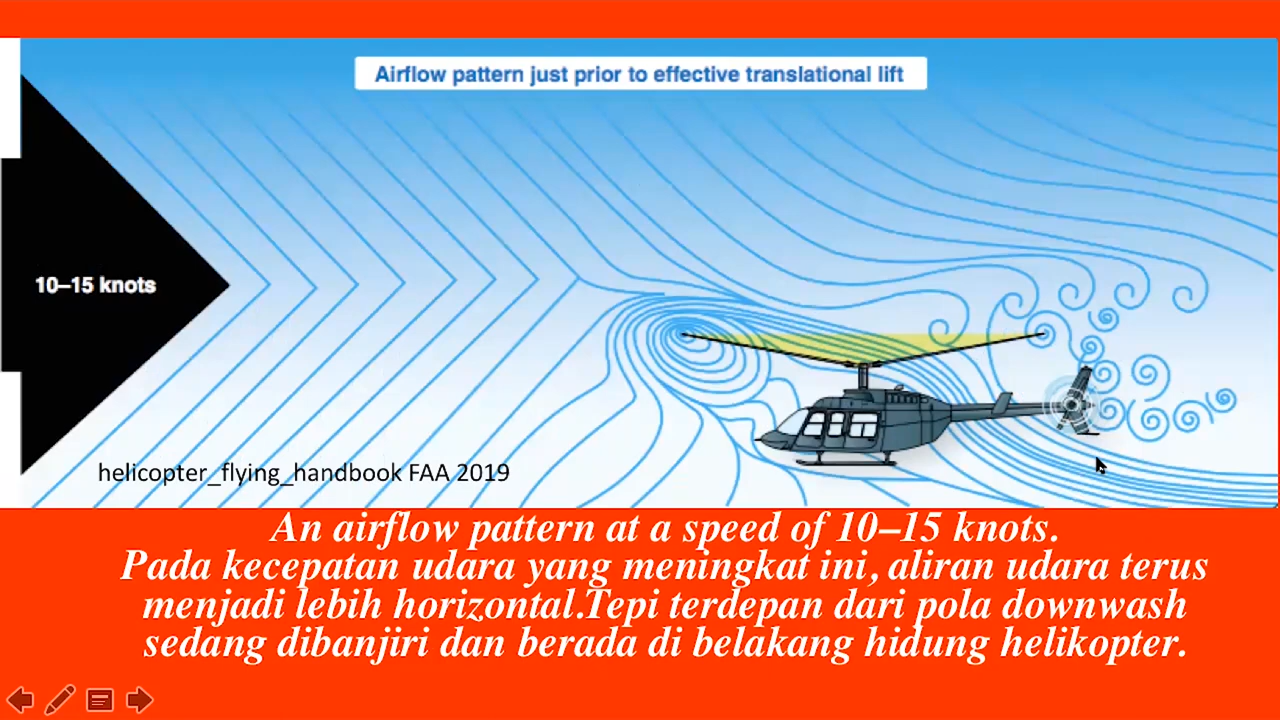 Airflow pattern just prior to effective translational lift
10–15 knots
helicopter_flying_handbook FAA 2019
An airflow pattern at a speed of 10–15 knots.
Pada kecepatan udara yang meningkat ini, aliran udara terus
menjadi lebih horizontal.Tepi terdepan dari pola downwash
sedang dibanjiri dan berada di belakang hidung helikopter.